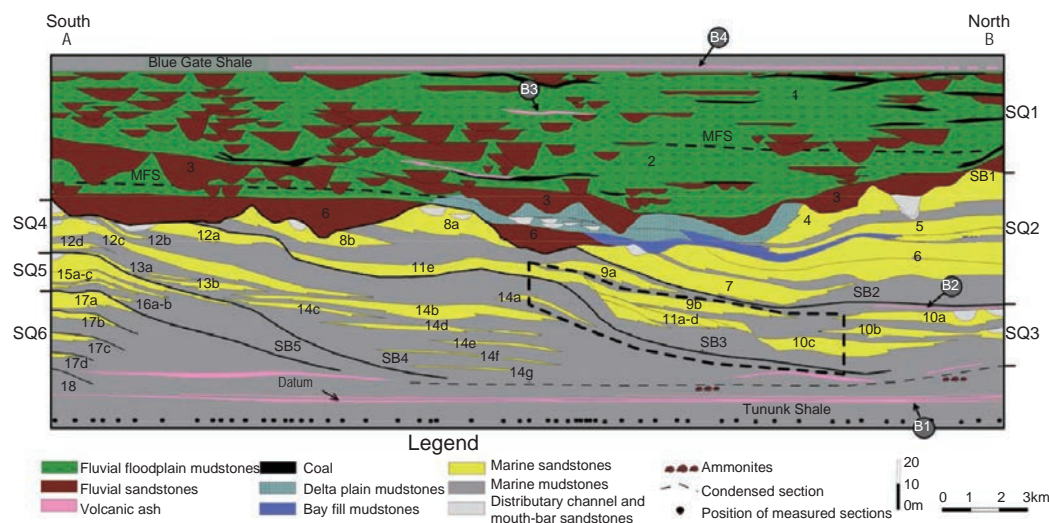 South
A
North
B
B4
Blue Gate Shale
B3
1
SQ1
MFS
2
3
MFS
SB1
3
3
6
8a
4
5
SQ4
SQ2
12d
12c
12b
12a
8b
6
6
SQ5
13a
11e
9a
7
SB2
B2
15a-c
13b
14a
9b
17a
16a-b
14c
14b
11a-d
10a
SQ6
17b
14d
10b
SQ3
17c
SB5
14e
SB3
10c
17d
SB4
14f
18
14g
Datum
Tununk Shale
B1
Legend
Fluvial floodplain mudstones
Coal
Marine sandstones
Ammonites
20
Fluvial sandstones
Delta plain mudstones
Marine mudstones
Condensed section
10
Volcanic ash
Bay fill mudstones
Distributary channel and
mouth-bar sandstones
Position of measured sections
0m
0 1 2 3km